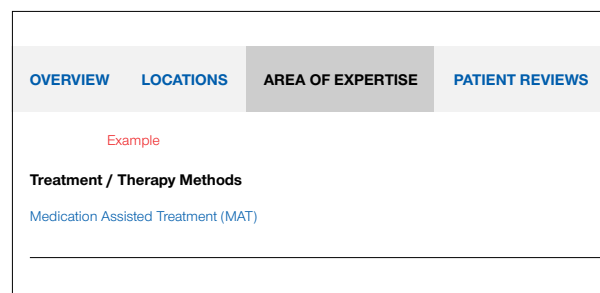 OVERVIEW LOCATIONS AREA OF EXPERTISE PATIENT REVIEWS
Example
Treatment / Therapy Methods
Medication Assisted Treatment (MAT)